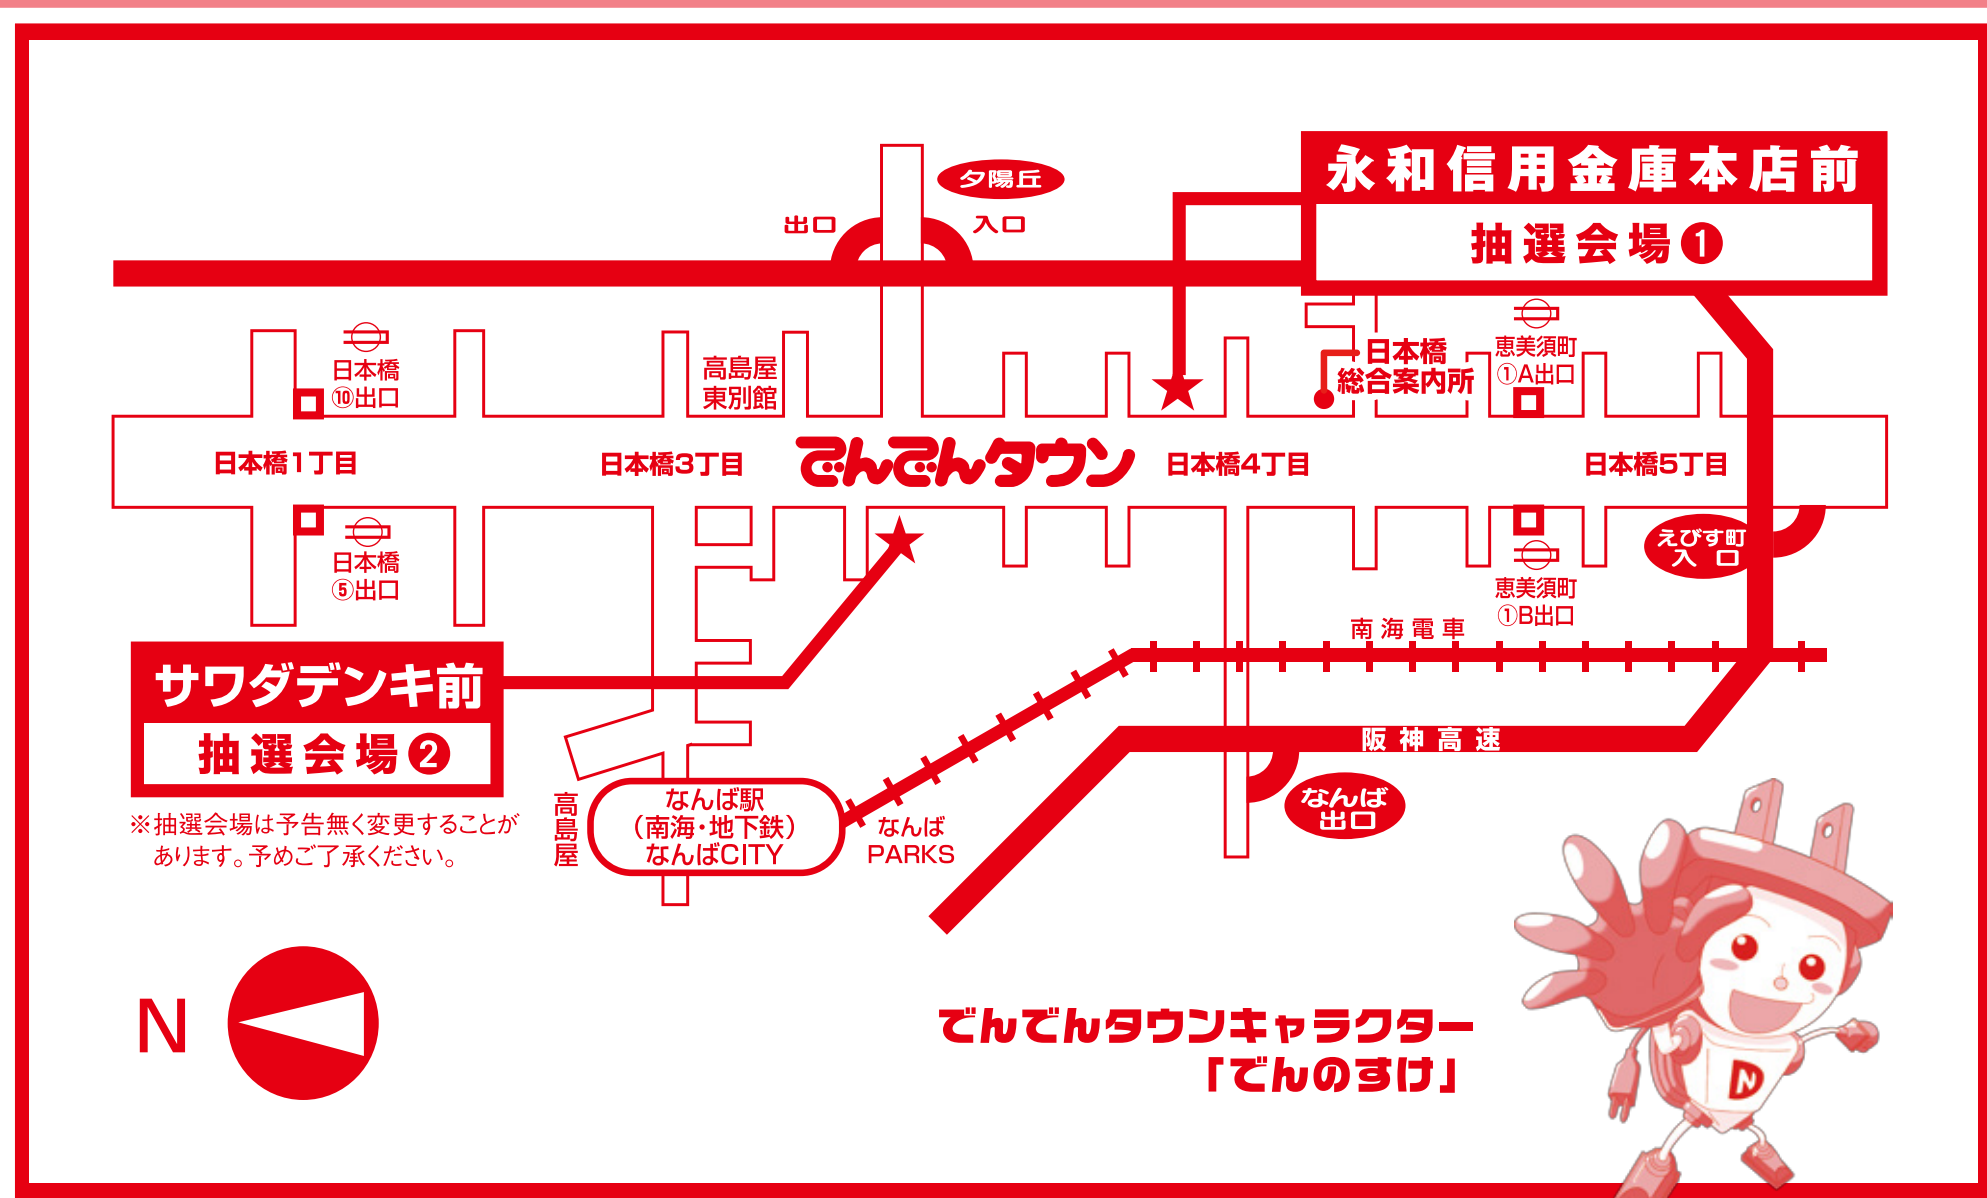 夕陽丘
出口
入口
永和信用金庫本店前
抽選会場❶
日本橋
⑩出口
高島屋
東別館
日本橋
総合案内所
恵美須町
①A出口
日本橋1丁目
日本橋3丁目
でんでんタウン
日本橋4丁目
日本橋5丁目
日本橋
⑤出口
えびす町
入口
恵美須町
①B出口
南海電車
サワダデンキ前
抽選会場❷
※抽選会場は予告無く変更することが
あります。予めご了承ください。
阪神高速
高島屋
なんば駅
(南海・地下鉄)
なんばCITY
なんば
PARKS
なんば
出口
N
でんでんタウンキャラクター
「でんのすけ」
D
N